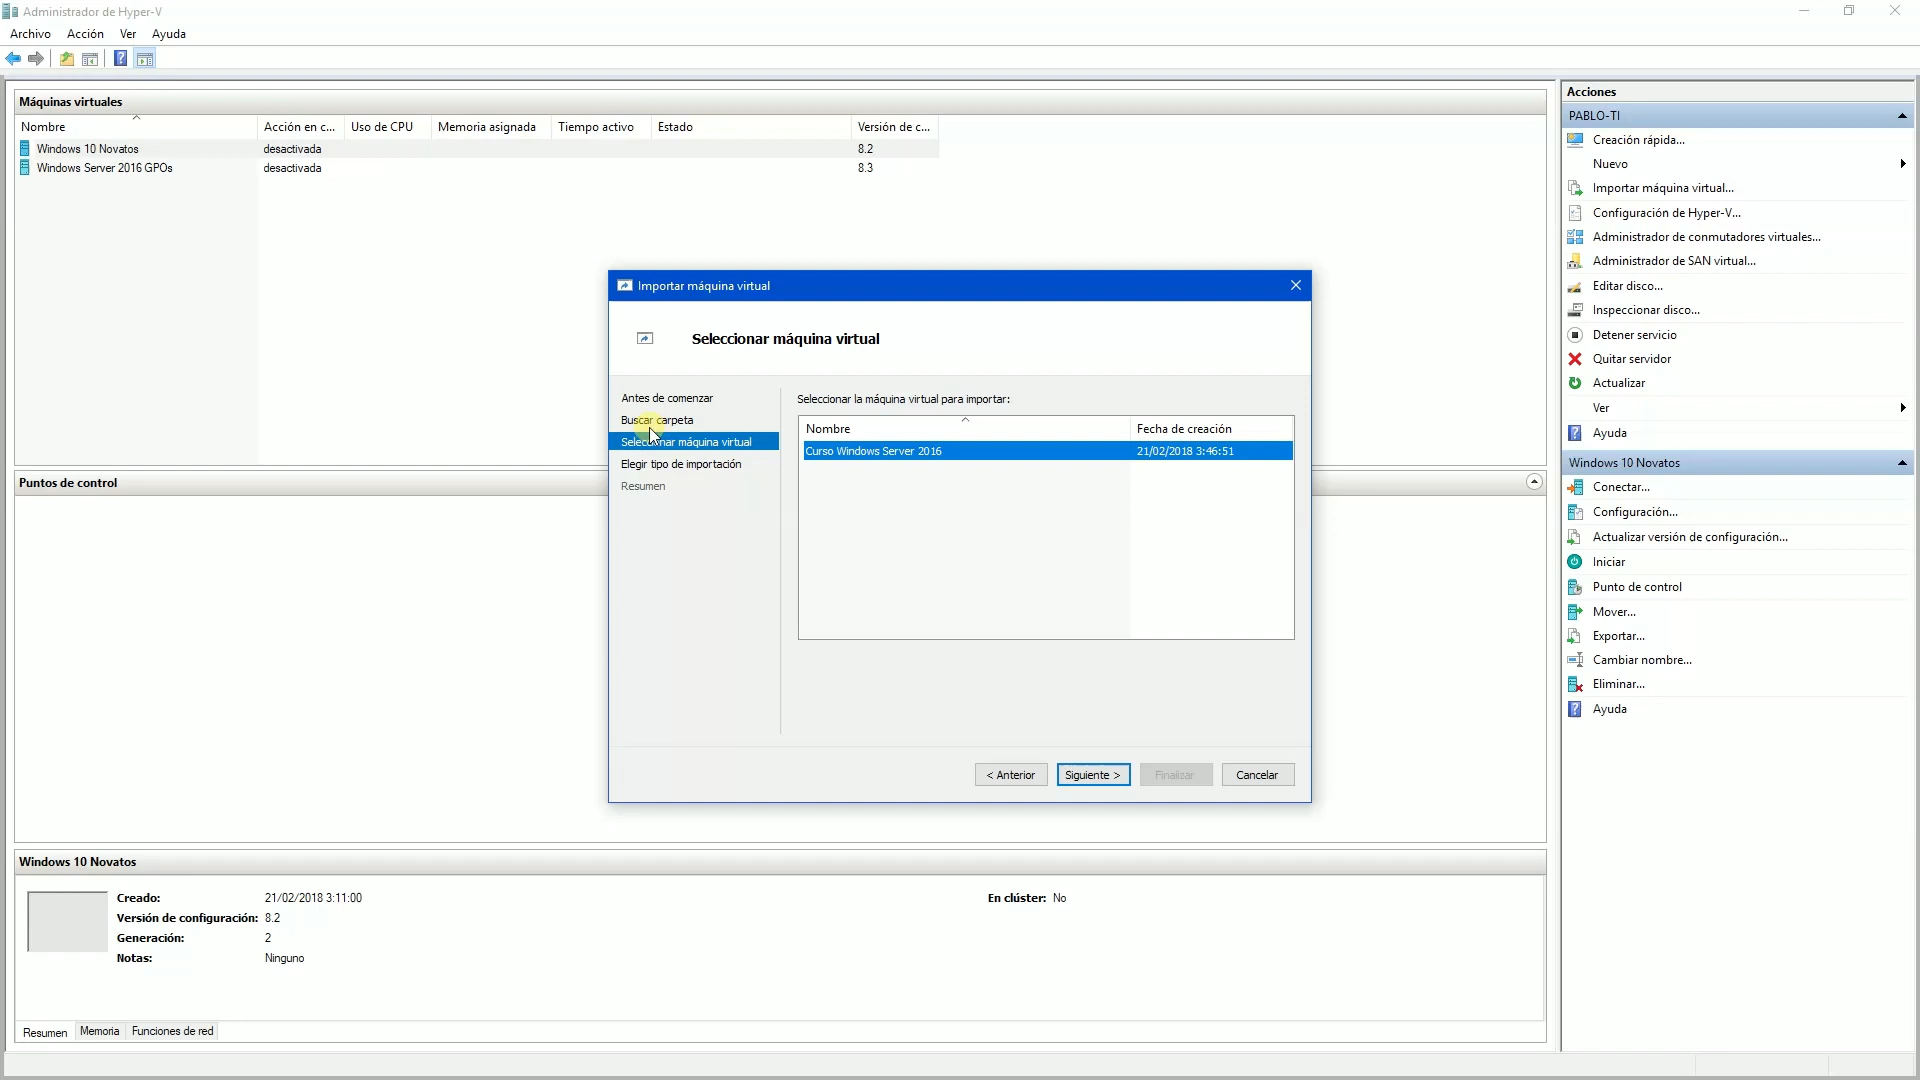 Administrador de Hyper-V
Archivo Acción Ver Ayuda
Máquinas virtuales
Nombre Acción en c... Uso de CPU Memoria asignada Tiempo activo Estado Versión de c...
Windows 10 Novatos desactivada 8.2
Windows Server 2016 GPOs desactivada 8.3
Importar máquina virtual
Seleccionar máquina virtual
Antes de comenzar
Buscar carpeta
Seleccionar máquina virtual
Elegir tipo de importación
Resumen
Seleccionar la máquina virtual para importar:
Nombre Fecha de creación
Curso Windows Server 2016 21/02/2018 3:46:51
< Anterior Siguiente > Finalizar Cancelar
Puntos de control
Windows 10 Novatos
Creado: 21/02/2018 3:11:00 En clúster: No
Versión de configuración: 8.2
Generación: 2
Notas: Ninguno
Resumen Memoria Funciones de red
Acciones
PABLO-TI
Creación rápida...
Nuevo
Importar máquina virtual...
Configuración de Hyper-V...
Administrador de conmutadores virtuales...
Administrador de SAN virtual...
Editar disco...
Inspeccionar disco...
Detener servicio
Quitar servidor
Actualizar
Ver
Ayuda
Windows 10 Novatos
Conectar...
Configuración...
Actualizar versión de configuración...
Iniciar
Punto de control
Mover...
Exportar...
Cambiar nombre...
Eliminar...
Ayuda